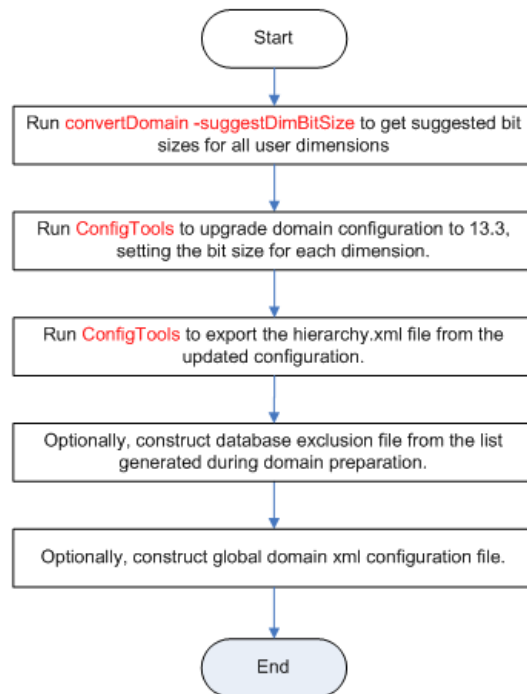 Start
Run convertDomain -suggestDimBitSize to get suggested bit
sizes for all user dimensions
Run ConfigTools to upgrade domain configuration to 13.3,
setting the bit size for each dimension.
Run ConfigTools to export the hierarchy.xml file from the
updated configuration.
Optionally, construct database exclusion file from the list
generated during domain preparation.
Optionally, construct global domain xml configuration file.
End